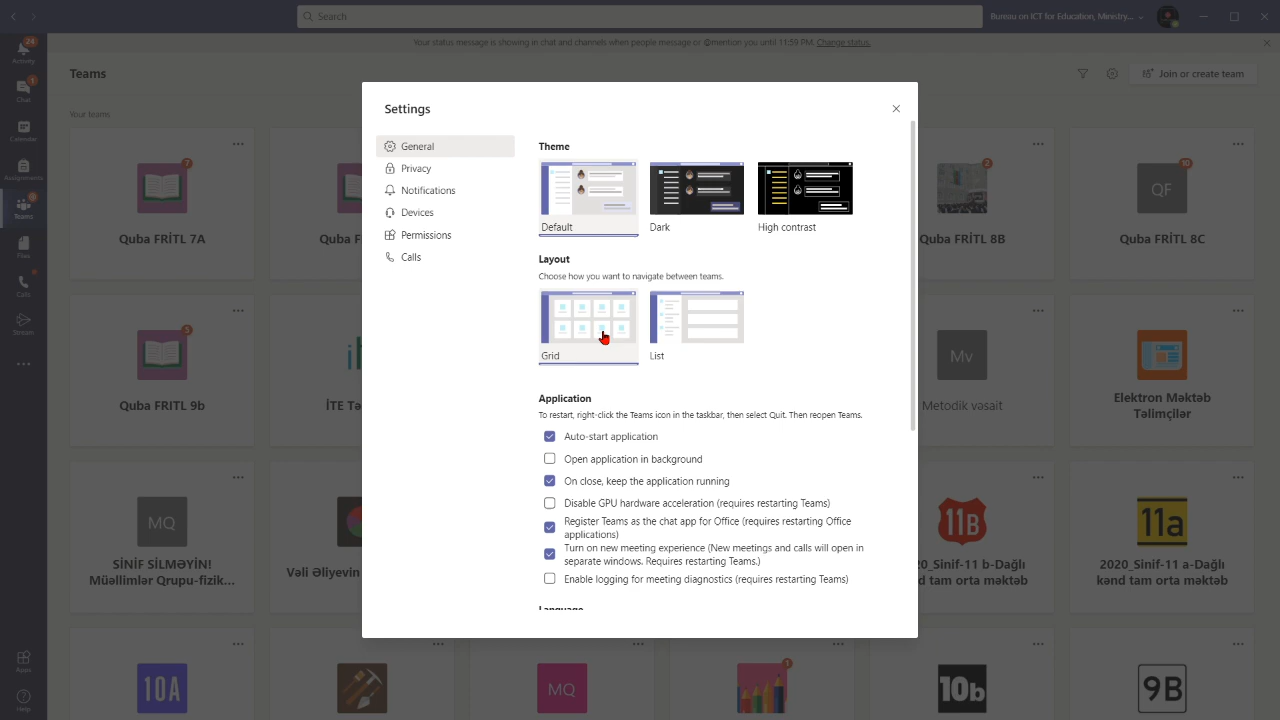 Search
Bureau on ICT for Education, Ministry...
Your status message is showing in chat and channels when people message or @mention you until 11:59 PM. Change status.
24
Activity
1
Chat
Calendar
Assignments
Teams
Files
Calls
Stream
Apps
Help
Teams
Join or create team
Your teams
7
Quba FRİTL 7A
Quba F
2
Quba FRİTL 8B
10
QF
Quba FRİTL 8C
Quba FRITL 9b
İTE Tə
Mv
Metodik vəsait
Elektron Məktəb
Təlimçilər
MQ
SİNİF SİLMƏYİN!
Müəllimlər Qrupu-fizik...
Vəli Əliyevin
11B
2020_Sinif-11 b-Dağlı
kənd tam orta məktəb
11a
2020_Sinif-11 a-Dağlı
kənd tam orta məktəb
10A
MQ
1
10b
9B
Settings
General
Privacy
Notifications
Devices
Permissions
Calls
Theme
Default
Dark
High contrast
Layout
Choose how you want to navigate between teams.
Grid
List
Application
To restart, right-click the Teams icon in the taskbar, then select Quit. Then reopen Teams.
Auto-start application
Open application in background
On close, keep the application running
Disable GPU hardware acceleration (requires restarting Teams)
Register Teams as the chat app for Office (requires restarting Office
applications)
Turn on new meeting experience (New meetings and calls will open in
separate windows. Requires restarting Teams.)
Enable logging for meeting diagnostics (requires restarting Teams)
Language